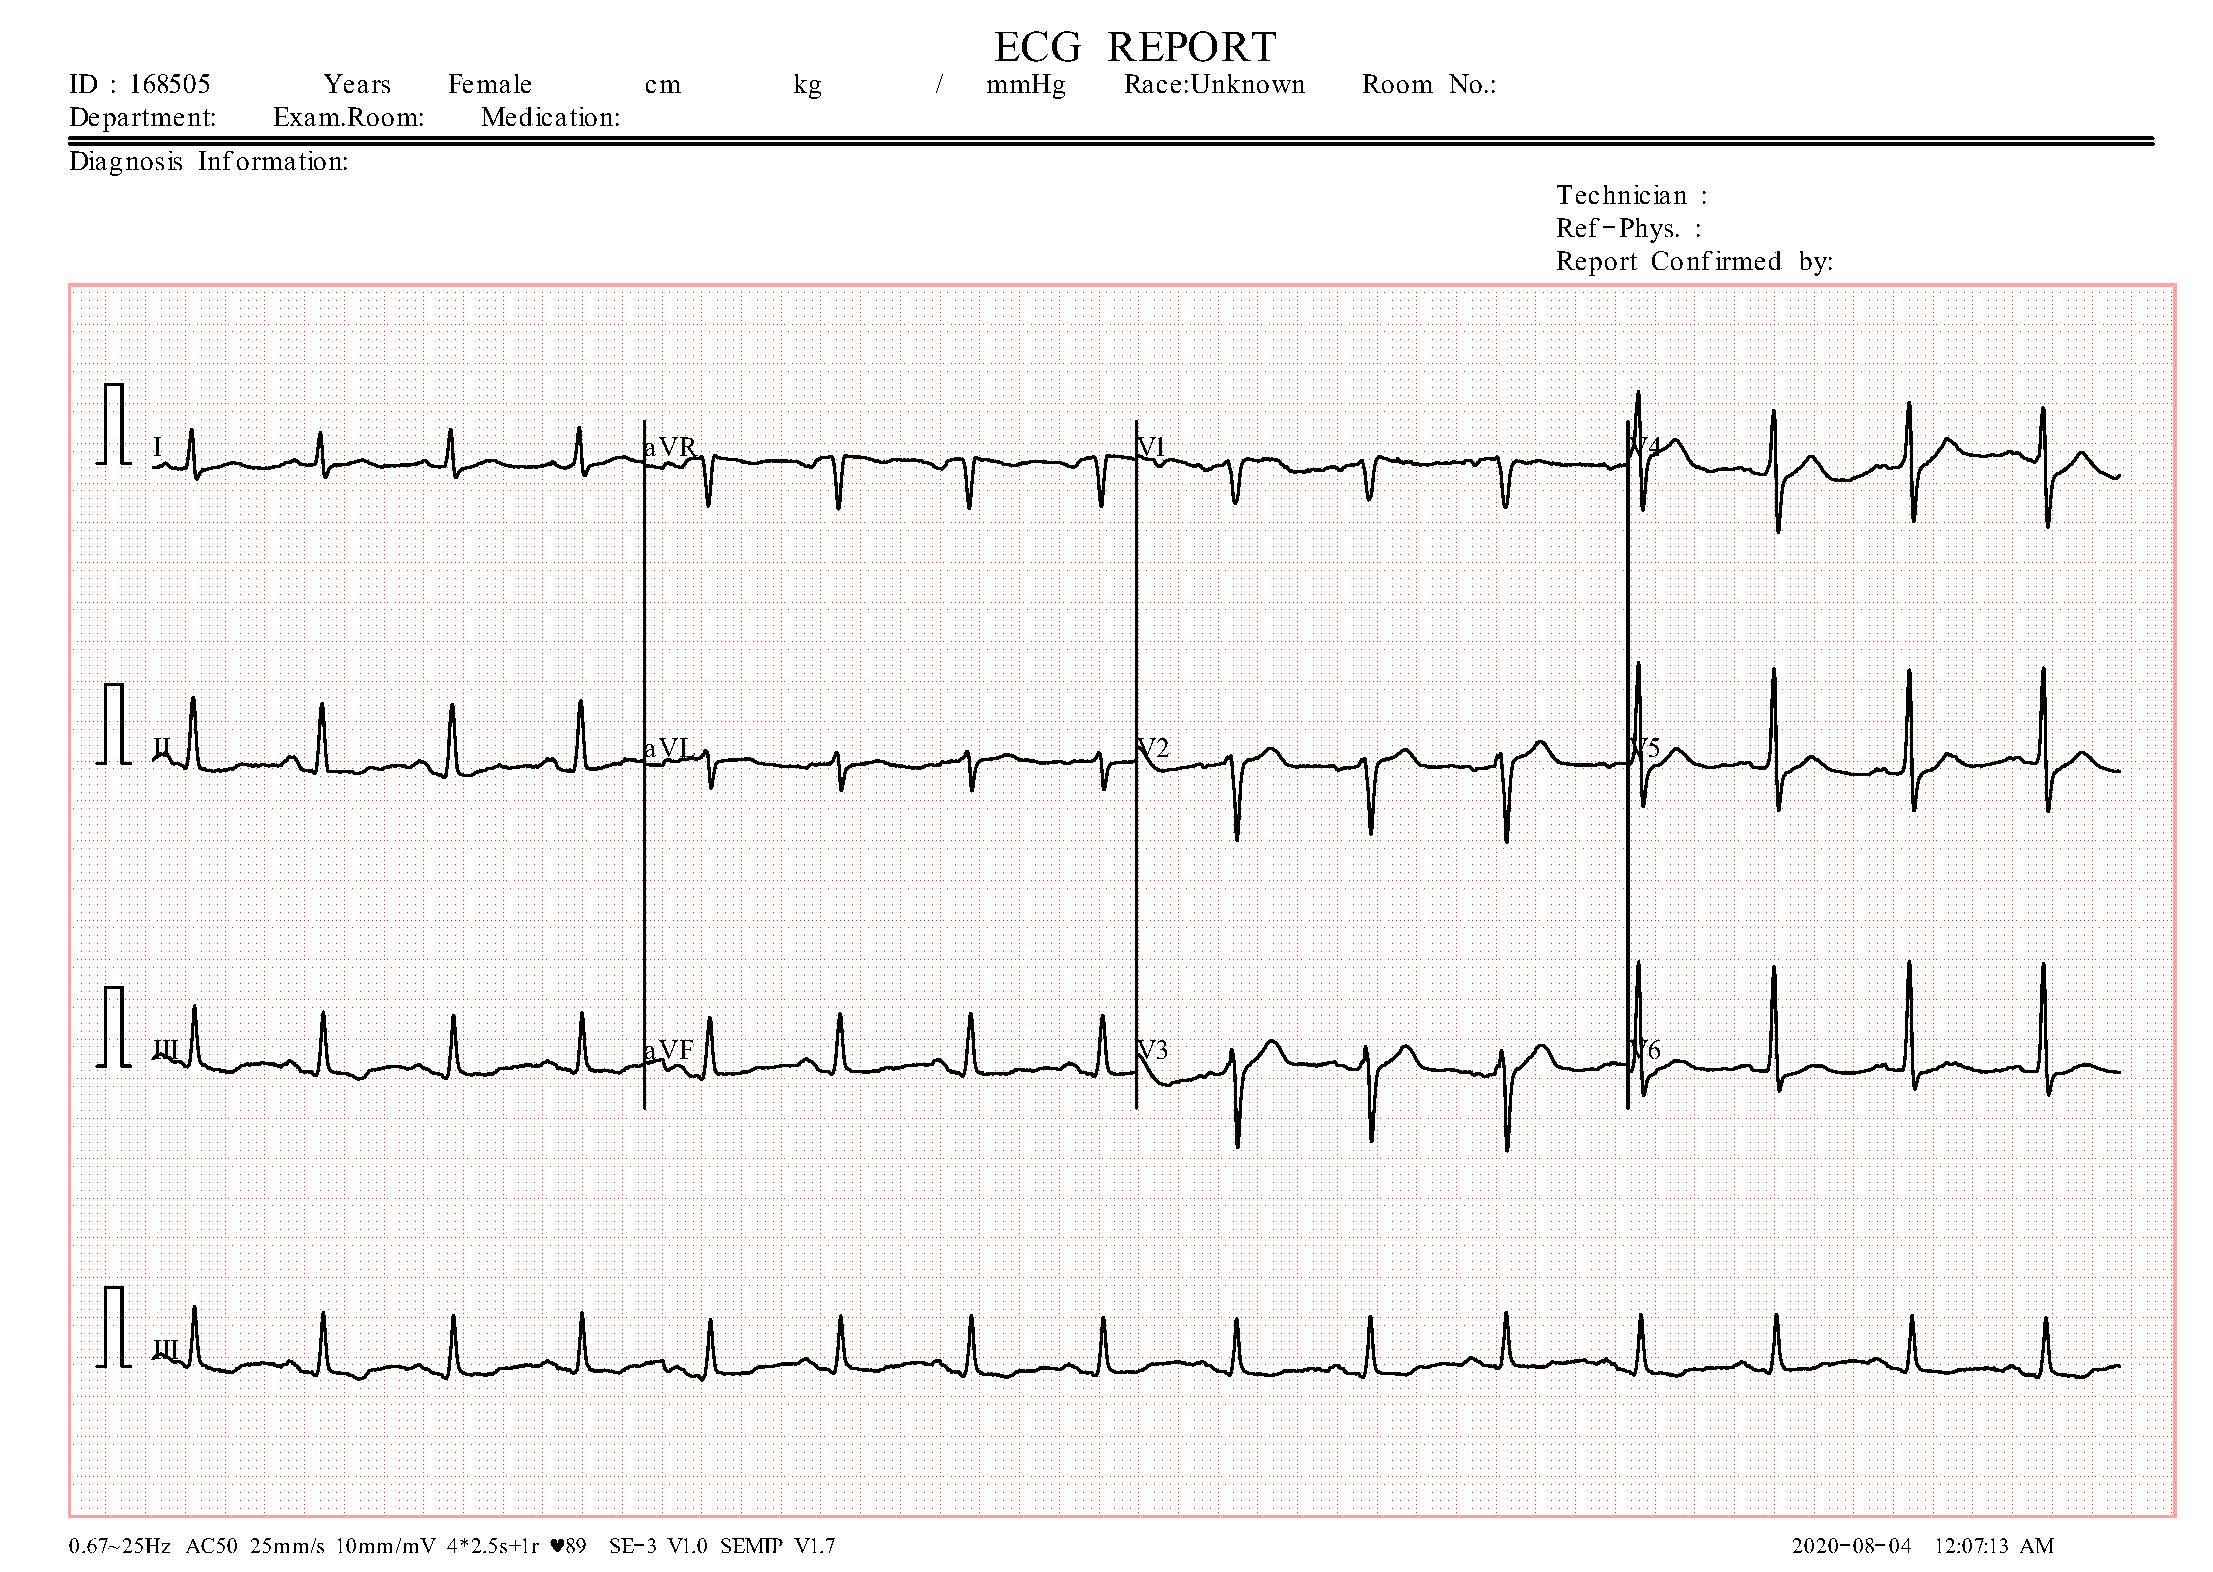 ECG REPORT
ID : 168505 Years Female cm kg / mmHg Race:Unknown Room No.:
Department: Exam.Room: Medication:
Diagnosis Information:
Technician :
Ref-Phys. :
Report Confirmed by:
I aVR V1 V4
II aVL V2 V5
III aVF V3 V6
III
0.67~25Hz AC50 25mm/s 10mm/mV 4*2.5s+1r ♥89 SE-3 V1.0 SEMIP V1.7 2020-08-04 12:07:13 AM